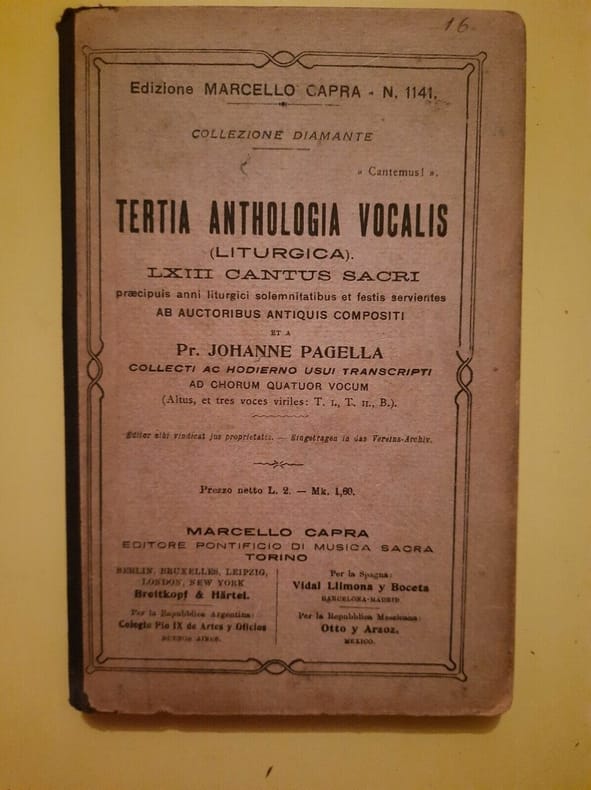 16.
Edizione MARCELLO CAPRA - N. 1141.
COLLEZIONE DIAMANTE
« Cantemus! ».
TERTIA ANTHOLOGIA VOCALIS
(LITURGICA).
LXIII CANTUS SACRI
præcipuis anni liturgici solemnitatibus et festis servientes
AB AUCTORIBUS ANTIQUIS COMPOSITI
ET A
Pr. JOHANNE PAGELLA
COLLECTI AC HODIERNO USUI TRANSCRIPTI
AD CHORUM QUATUOR VOCUM
(Altus, et tres voces viriles: T. I., T. II., B.).
Editor sibi vindicat jus proprietatis. — Eingetragen in das Vereins-Archiv.
Prezzo netto L. 2. — Mk. 1,60.
MARCELLO CAPRA
EDITORE PONTIFICIO DI MUSICA SACRA
TORINO
BERLIN, BRUXELLES, LEIPZIG,
LONDON, NEW YORK
Breitkopf & Härtel.
Per la Repubblica Argentina:
Colegio Pio IX de Artes y Oficios
BUENOS AIRES.
Per la Spagna:
Vidal Llimona y Boceta
BARCELONA-MADRID.
Per la Repubblica Messicana:
Otto y Arzoz.
MEXICO.